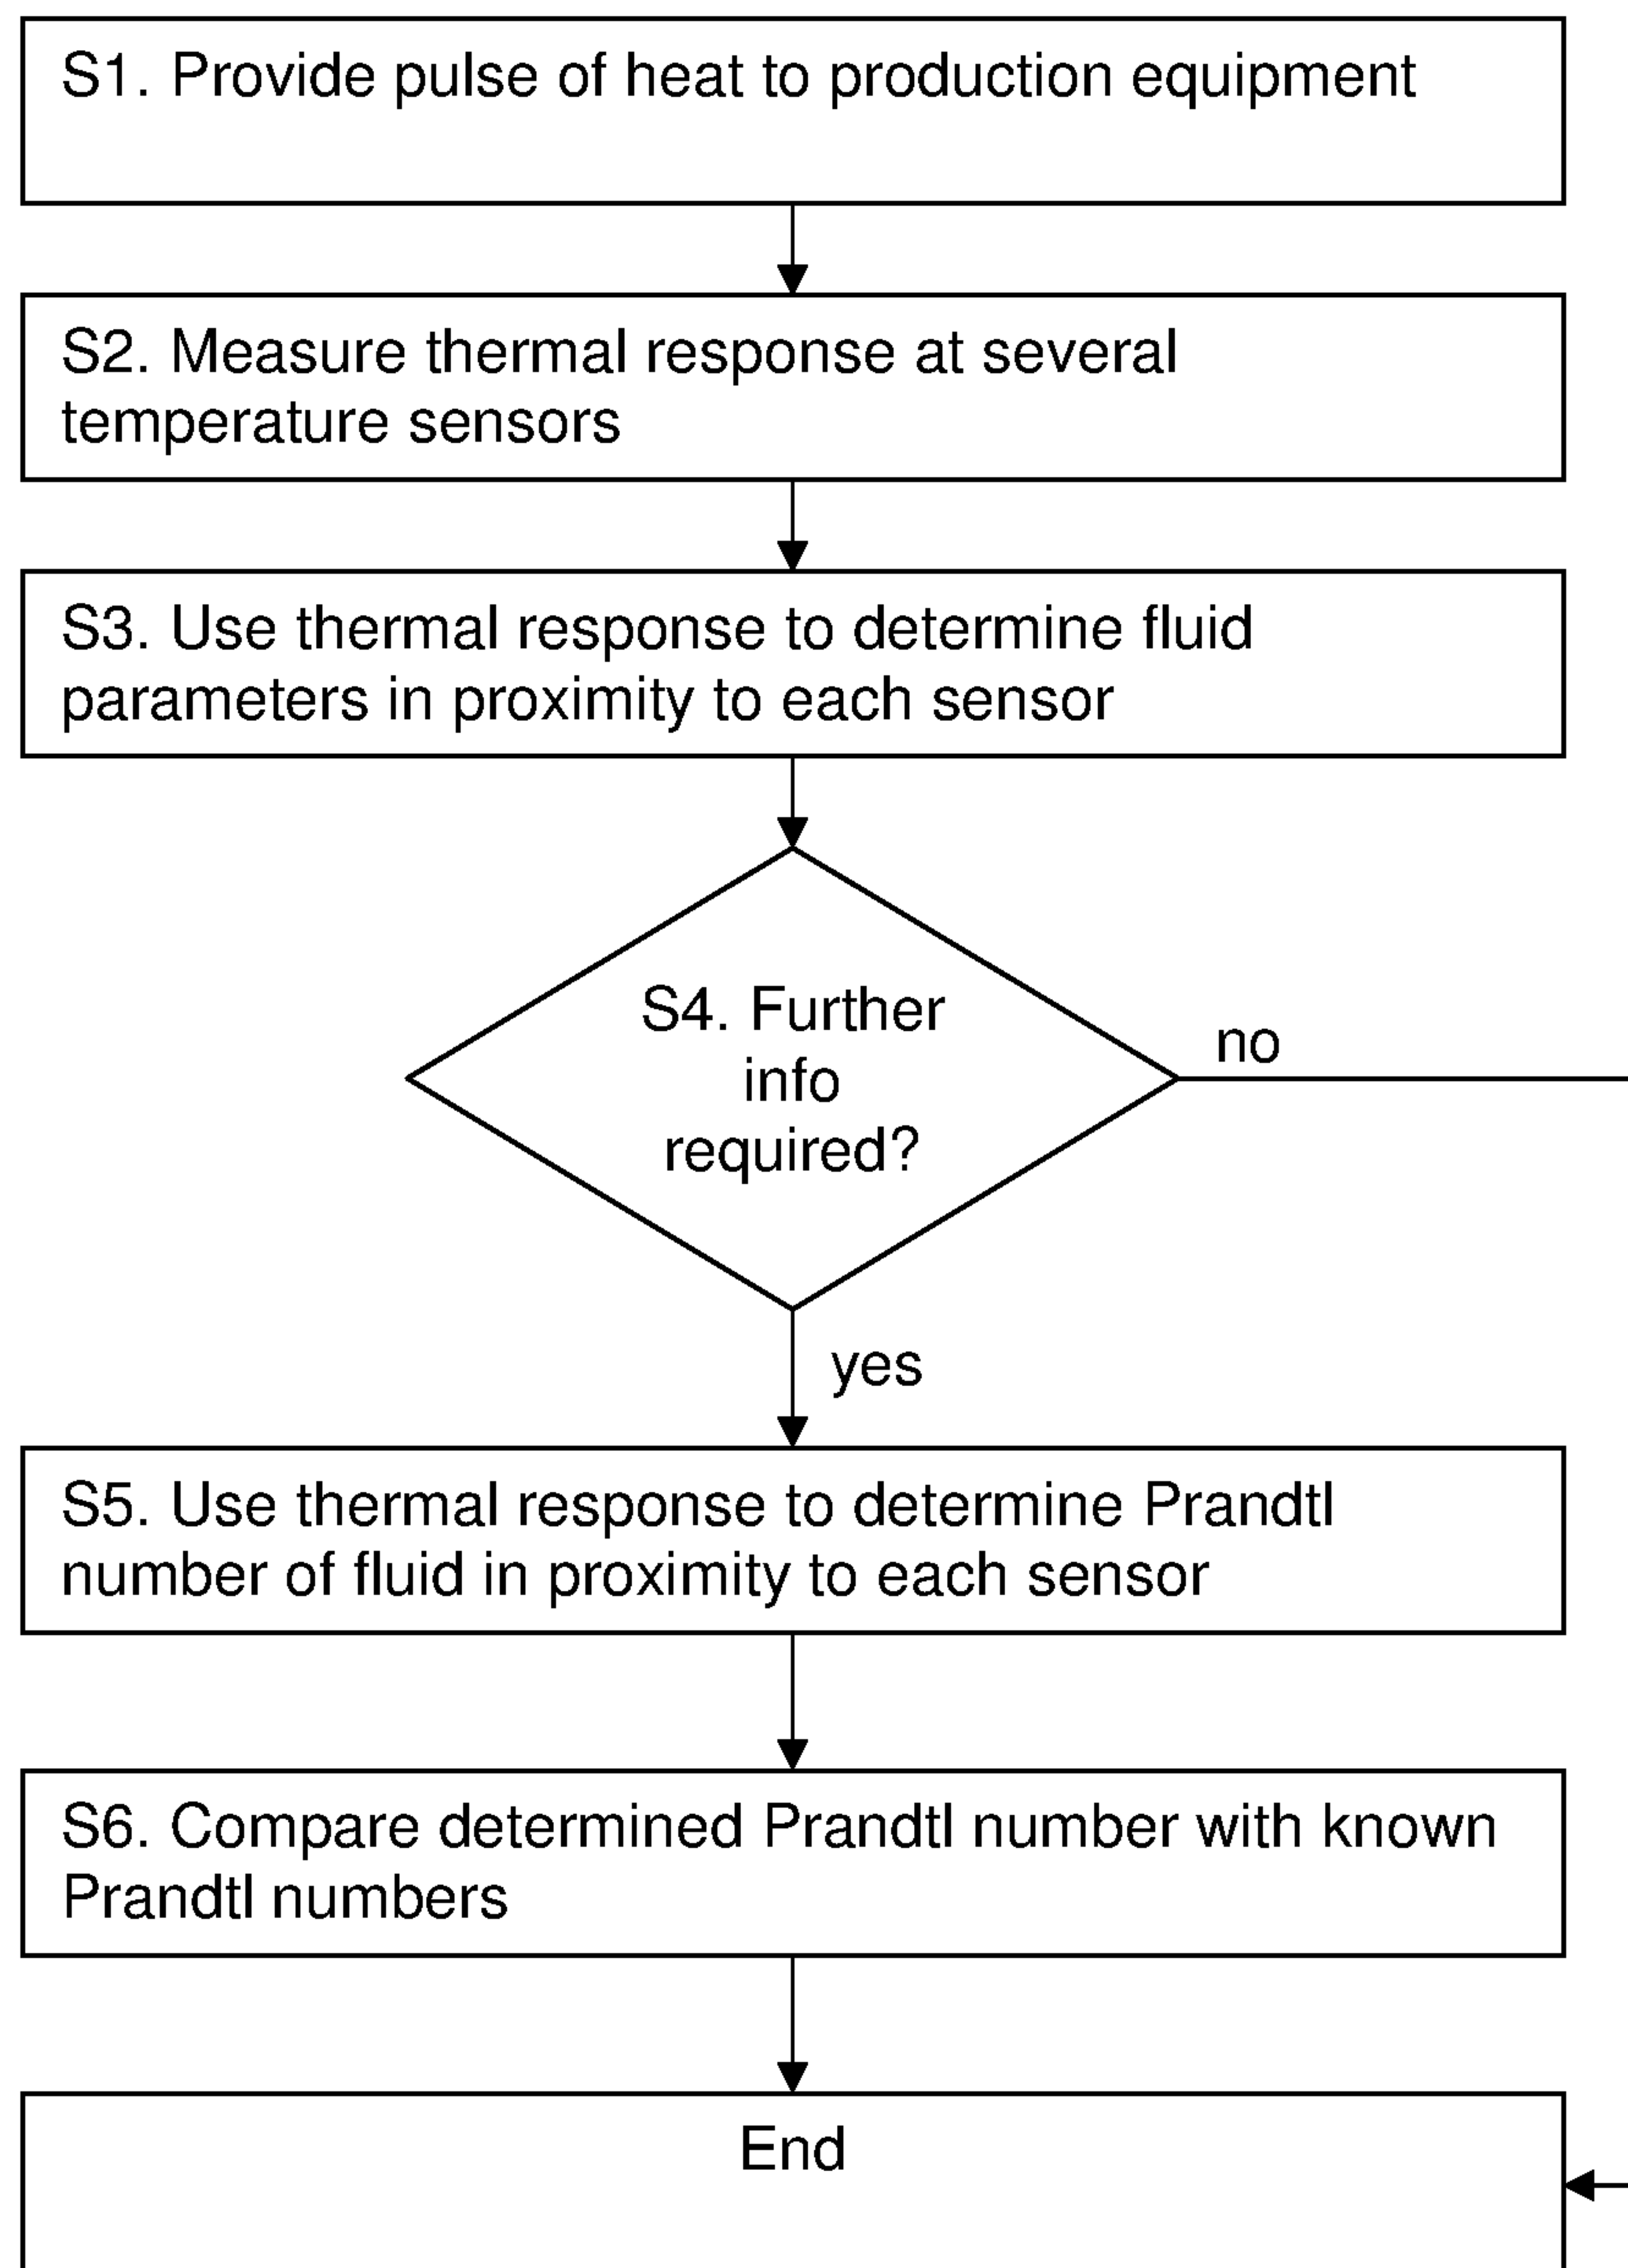 S1. Provide pulse of heat to production equipment
S2. Measure thermal response at several
temperature sensors
S3. Use thermal response to determine fluid
parameters in proximity to each sensor
S4. Further
info
required?
no
yes
S5. Use thermal response to determine Prandtl
number of fluid in proximity to each sensor
S6. Compare determined Prandtl number with known
Prandtl numbers
End